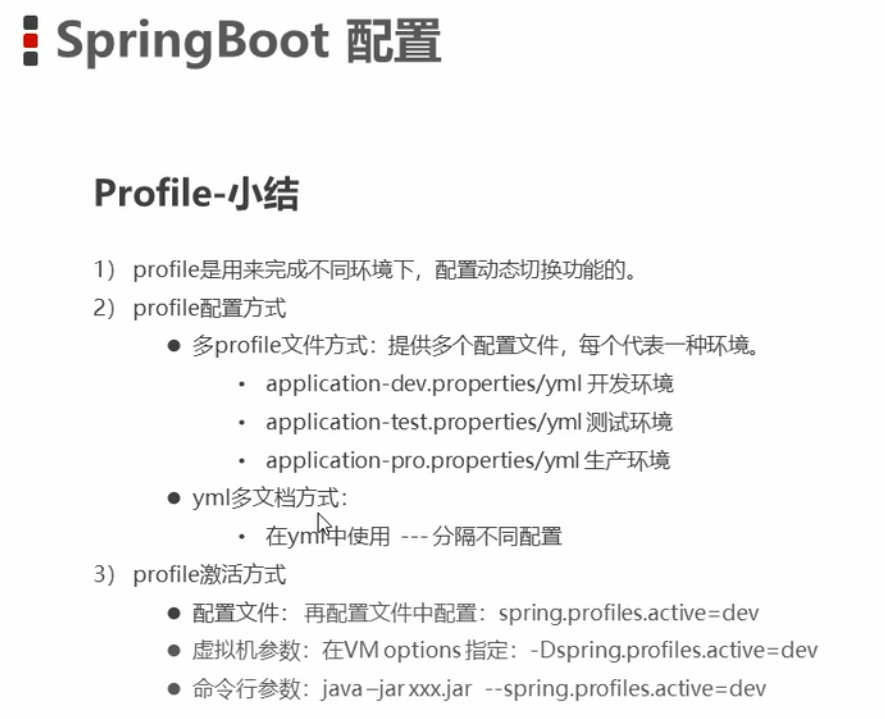 SpringBoot 配置
Profile-小结
1） profile是用来完成不同环境下，配置动态切换功能的。
2） profile配置方式
● 多profile文件方式：提供多个配置文件，每个代表一种环境。
• application-dev.properties/yml 开发环境
• application-test.properties/yml 测试环境
• application-pro.properties/yml 生产环境
● yml多文档方式：
• 在yml中使用 --- 分隔不同配置
3） profile激活方式
● 配置文件： 再配置文件中配置：spring.profiles.active=dev
● 虚拟机参数：在VM options 指定：-Dspring.profiles.active=dev
● 命令行参数：java –jar xxx.jar --spring.profiles.active=dev